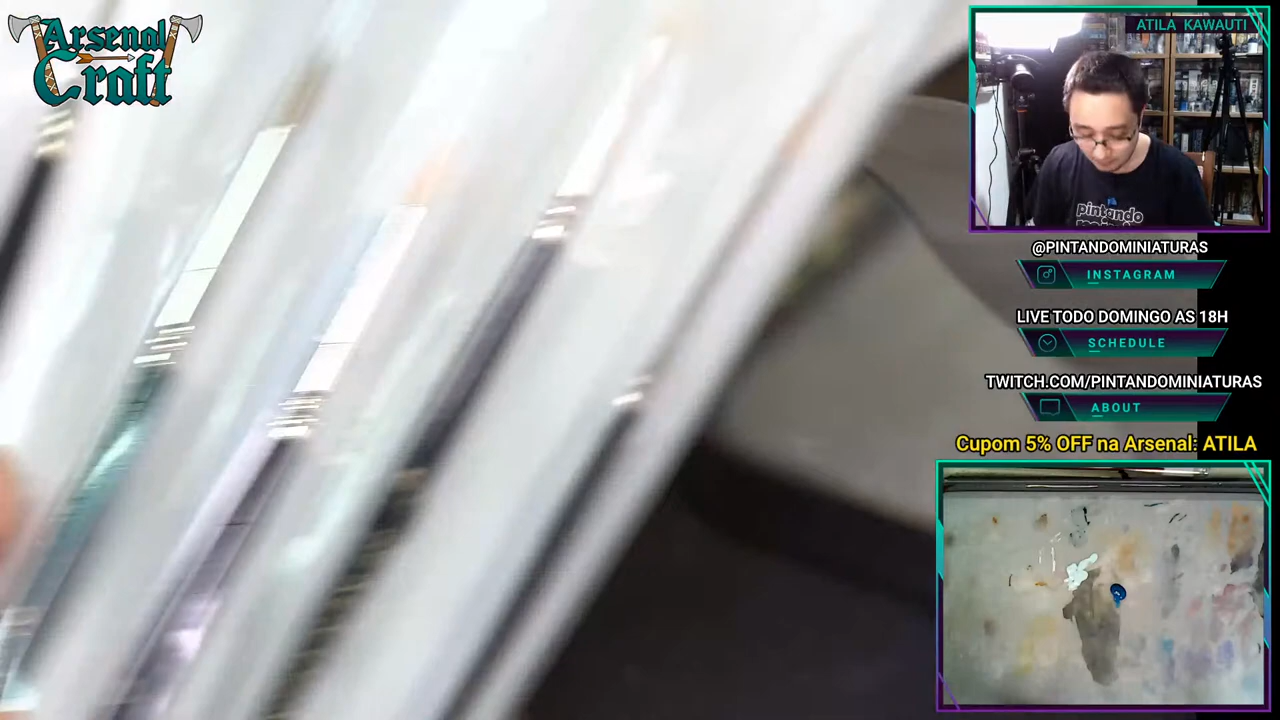 Arsenal
Craft
ATILA KAWAUTI
pintando
@PINTANDOMINIATURAS
INSTAGRAM
LIVE TODO DOMINGO AS 18H
SCHEDULE
TWITCH.COM/PINTANDOMINIATURAS
ABOUT
Cupom 5% OFF na Arsenal: ATILA